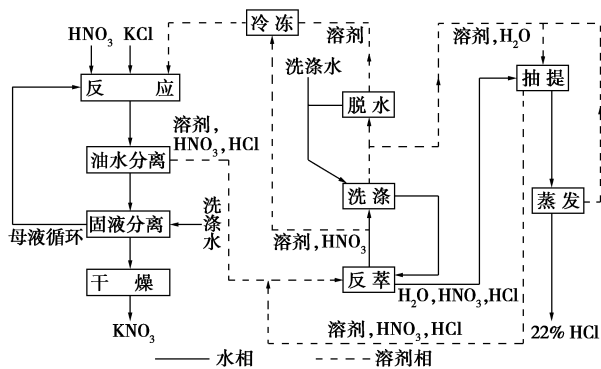 冷冻
溶剂
溶剂,H₂O
HNO₃ KCl
洗涤水
反 应
脱水
抽提
溶剂,
HNO₃,HCl
油水分离
洗涤
蒸发
洗涤水
固液分离
母液循环
溶剂,HNO₃
反萃
干 燥
H₂O,HNO₃,HCl
KNO₃
溶剂,HNO₃,HCl
22% HCl
水相
溶剂相